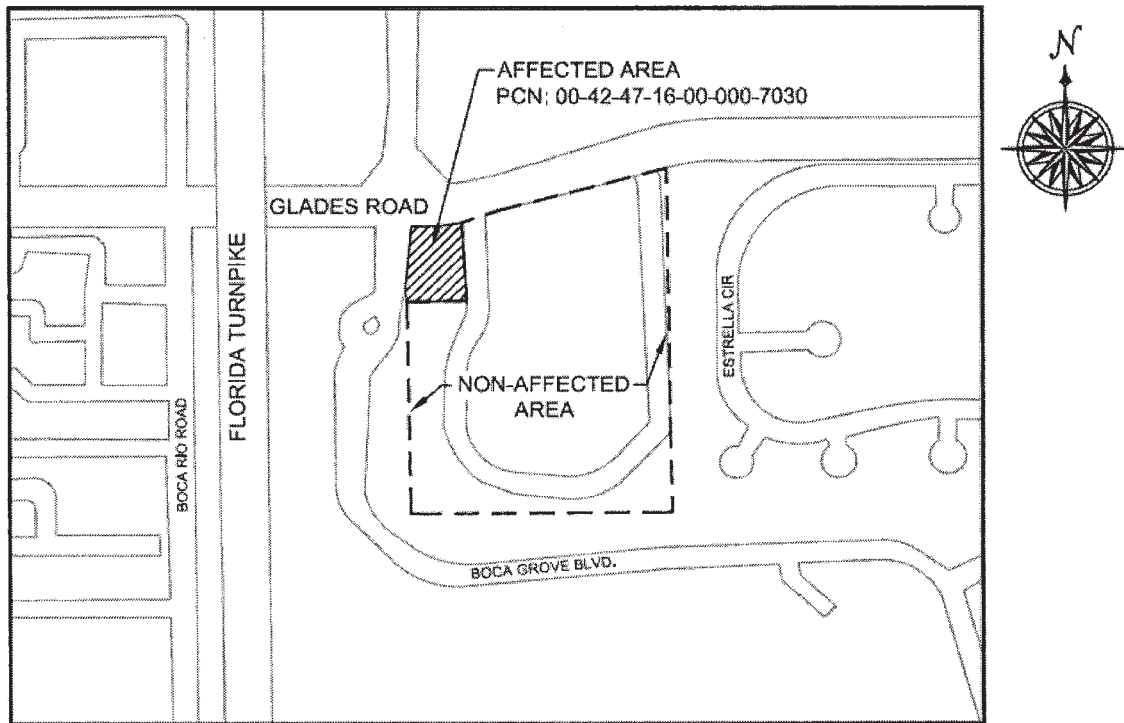 AFFECTED AREA
PCN: 00-42-47-16-00-000-7030
N
GLADES ROAD
FLORIDA TURNPIKE
ESTRELLA CIR
NON-AFFECTED
AREA
BOCA RIO ROAD
BOCA GROVE BLVD.